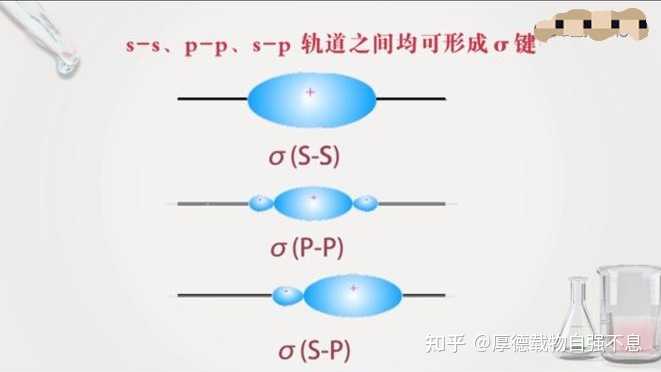 s-s、p-p、s-p 轨道之间均可形成 σ 键
+
σ (S-S)
- + -
σ (P-P)
- +
σ (S-P)
知乎 @厚德载物自强不息